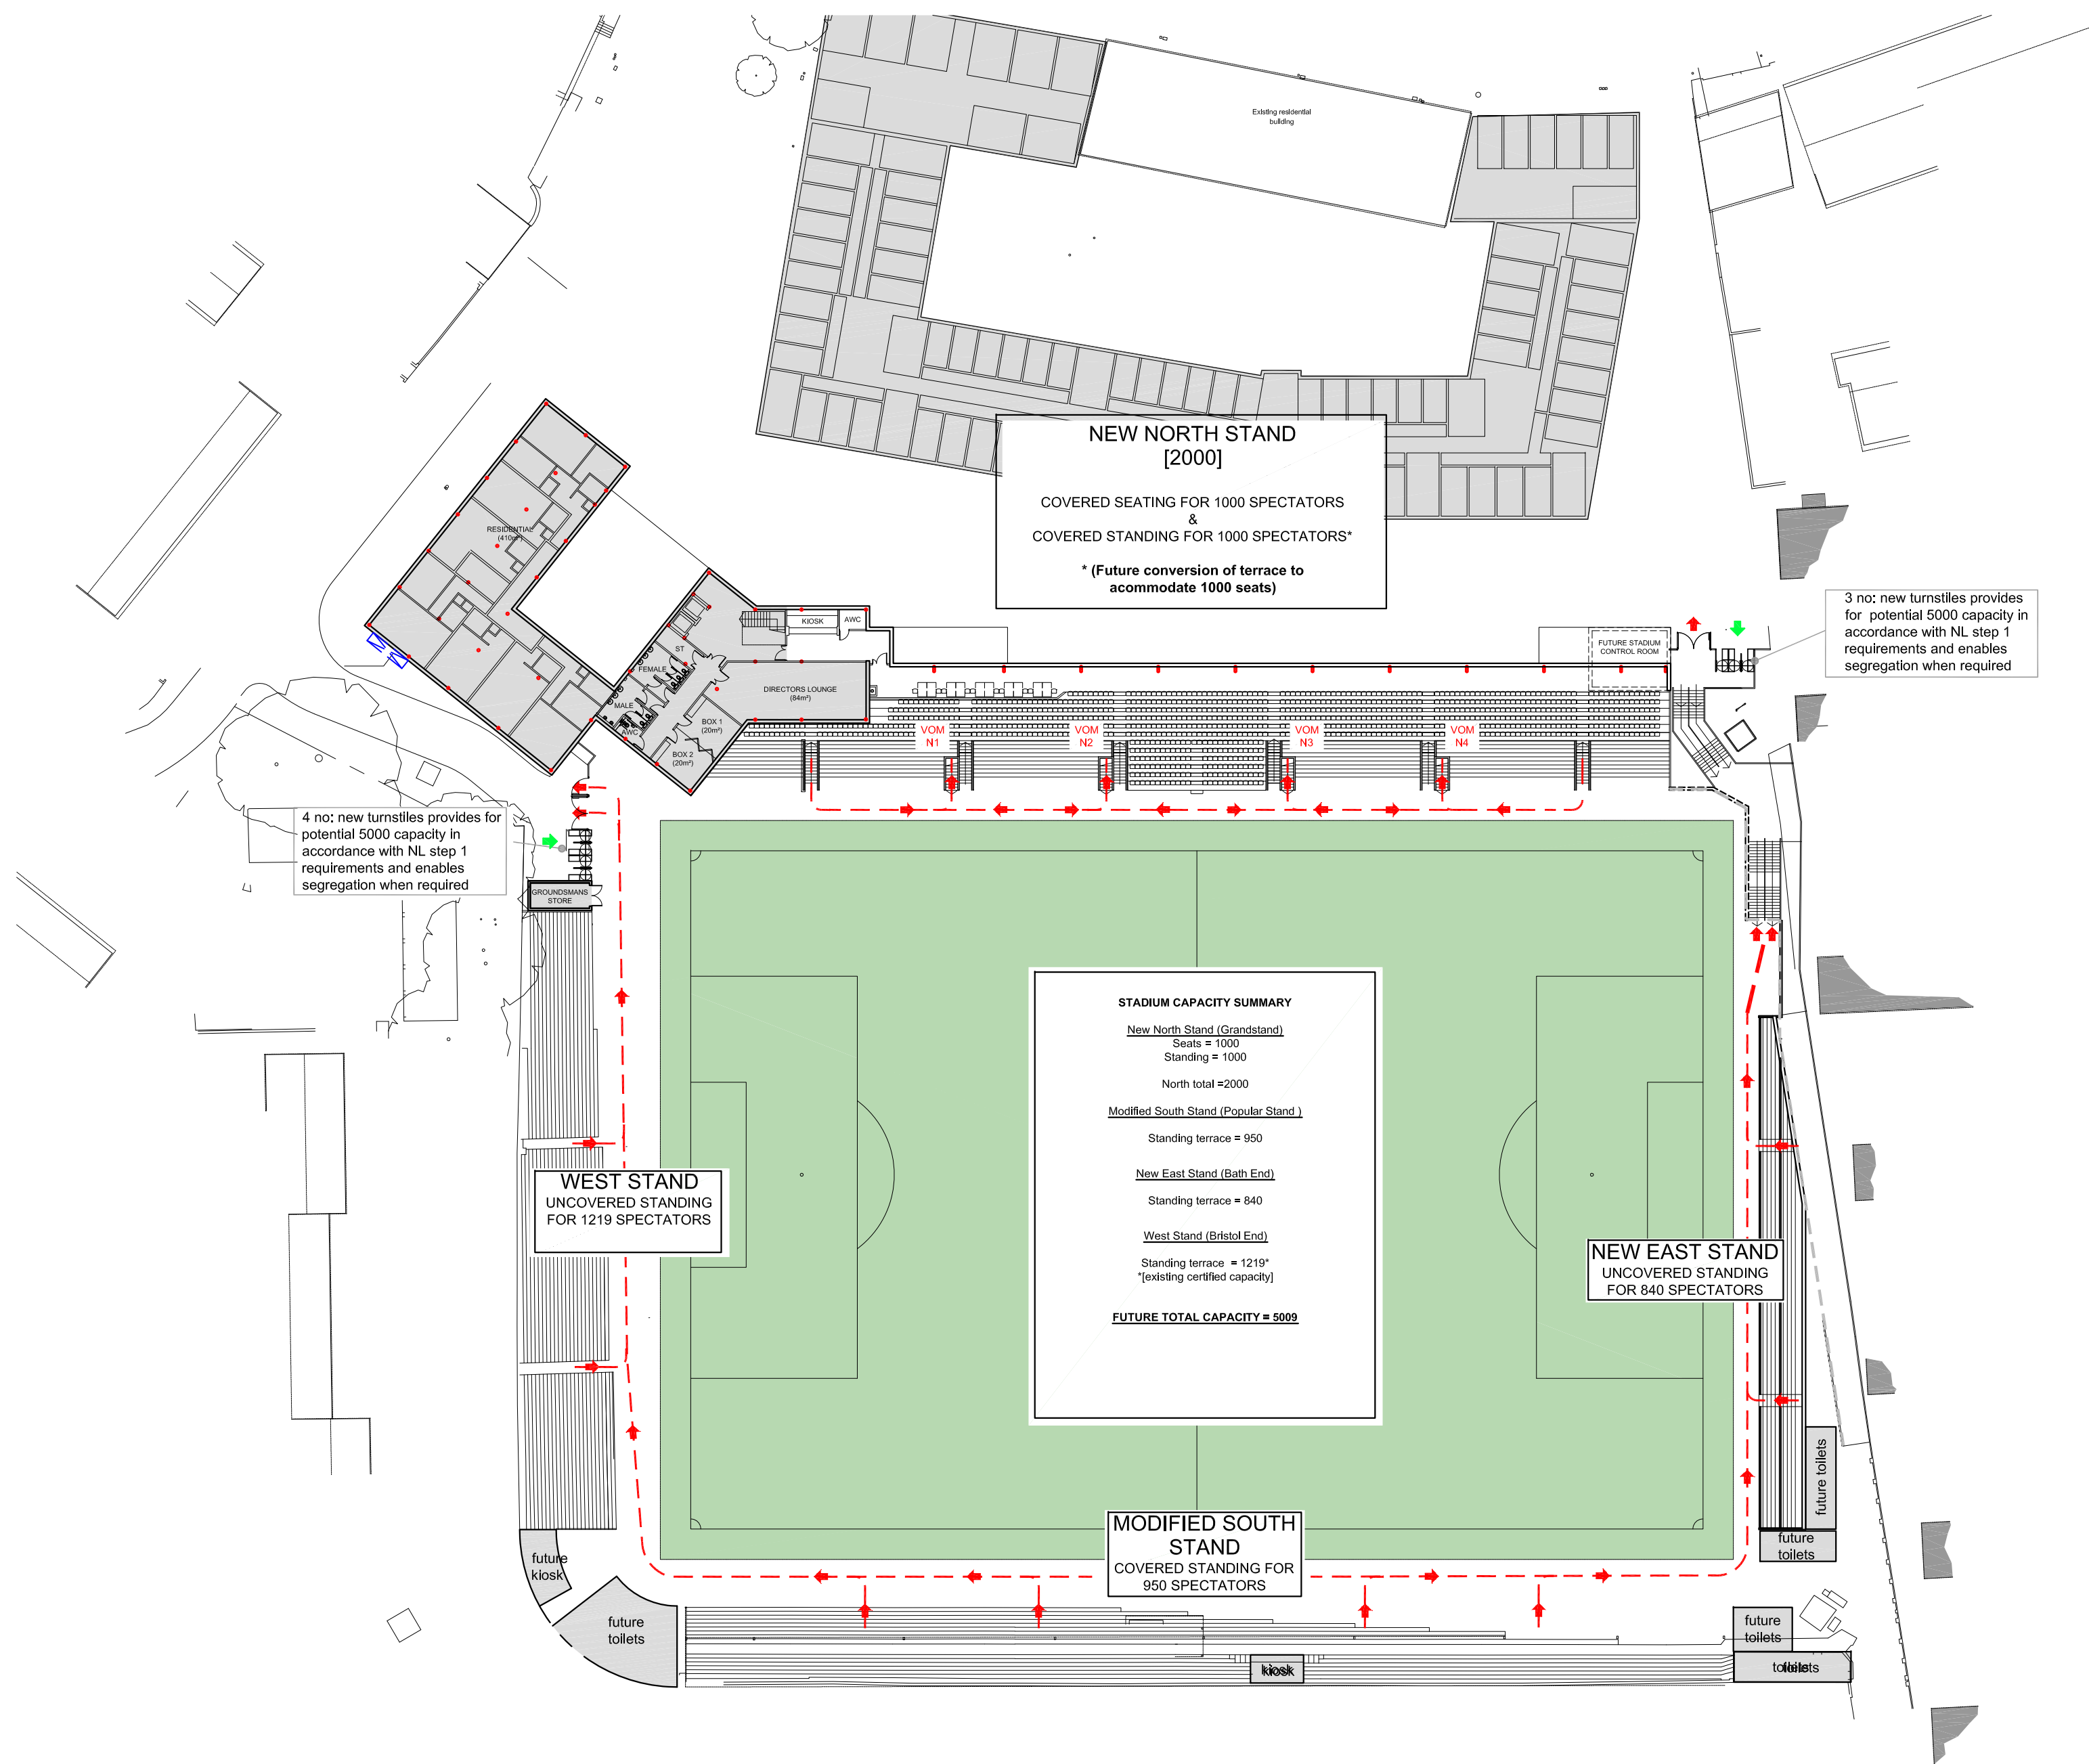 Existing residential
building
NEW NORTH STAND
[2000]
COVERED SEATING FOR 1000 SPECTATORS
&
COVERED STANDING FOR 1000 SPECTATORS*
* (Future conversion of terrace to
acommodate 1000 seats)
RESIDENTIAL
(410m²)
3 no: new turnstiles provides
for potential 5000 capacity in
accordance with NL step 1
requirements and enables
segregation when required
KIOSK
AWC
FUTURE STADIUM
CONTROL ROOM
ST
FEMALE
DIRECTORS LOUNGE
(84m²)
MALE
AWC
BOX 1
(20m²)
BOX 2
(20m²)
VOM
N1
VOM
N2
VOM
N3
VOM
N4
4 no: new turnstiles provides for
potential 5000 capacity in
accordance with NL step 1
requirements and enables
segregation when required
GROUNDSMANS
STORE
STADIUM CAPACITY SUMMARY
New North Stand (Grandstand)
Seats = 1000
Standing = 1000
North total =2000
Modified South Stand (Popular Stand )
Standing terrace = 950
New East Stand (Bath End)
Standing terrace = 840
West Stand (Bristol End)
Standing terrace = 1219*
*[existing certified capacity]
FUTURE TOTAL CAPACITY = 5009
WEST STAND
UNCOVERED STANDING
FOR 1219 SPECTATORS
NEW EAST STAND
UNCOVERED STANDING
FOR 840 SPECTATORS
future toilets
future
toilets
MODIFIED SOUTH
STAND
COVERED STANDING FOR
950 SPECTATORS
future
kiosk
future
toilets
future
toilets
kiosk
toilets